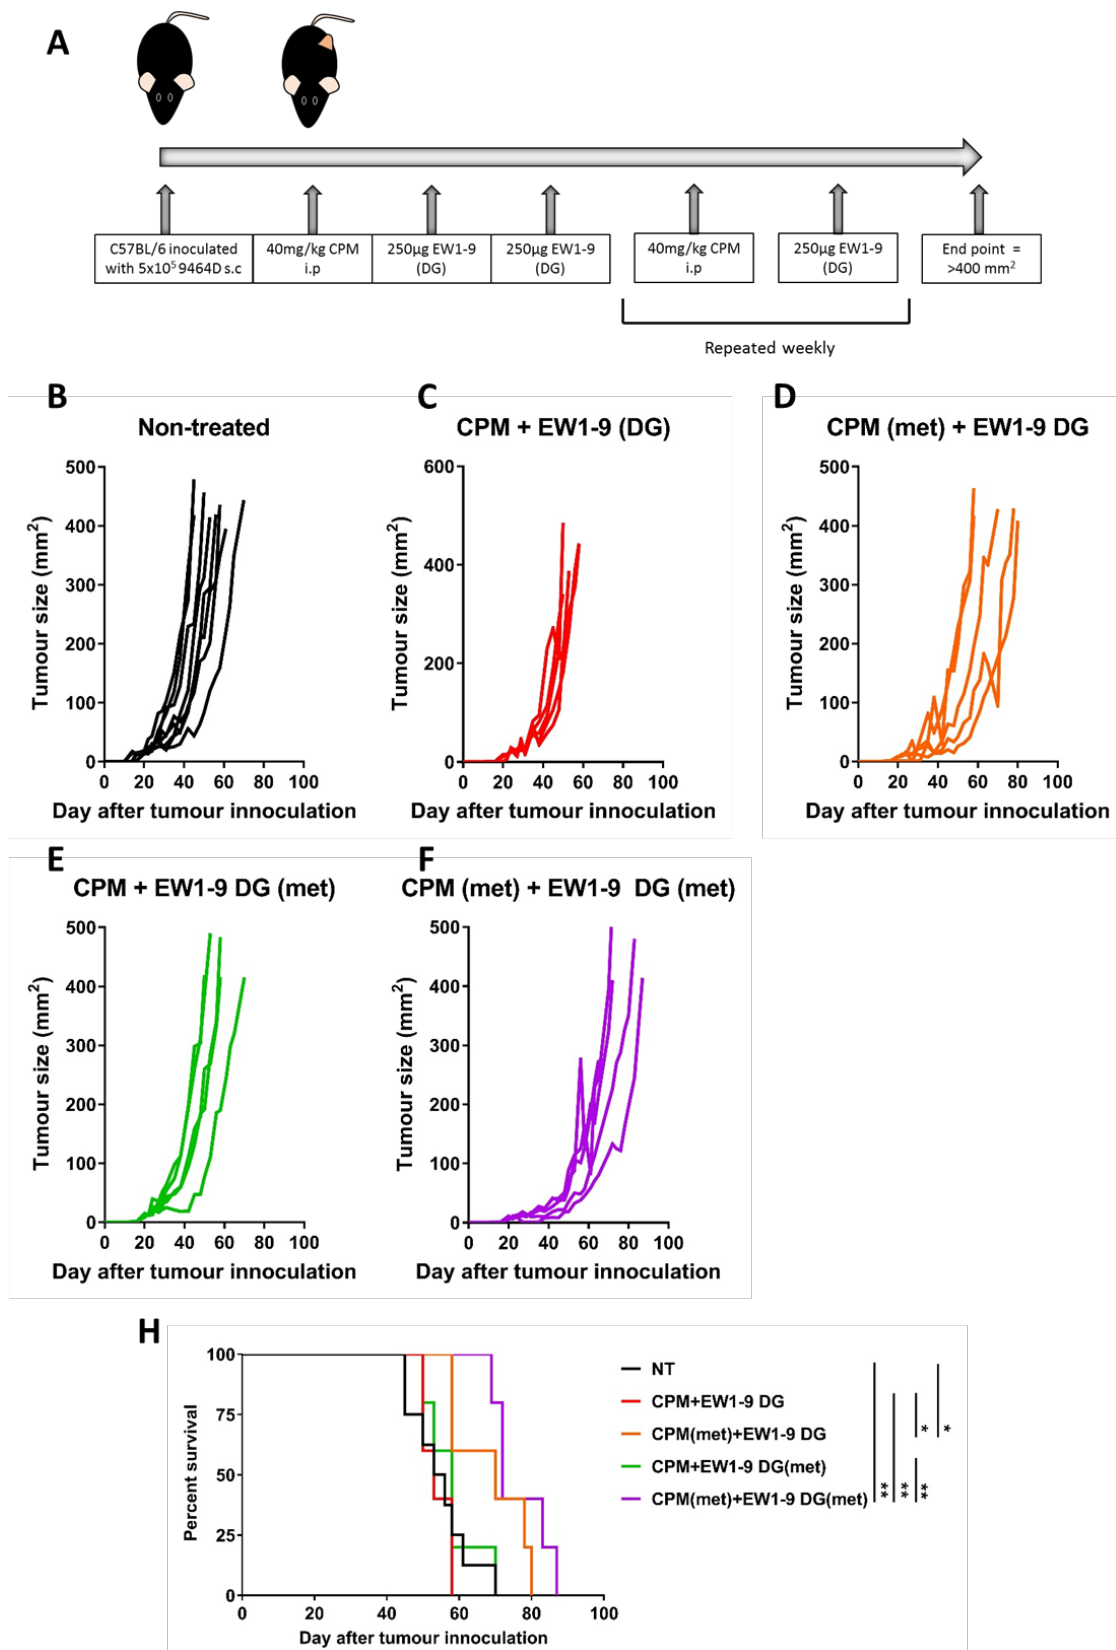 A
C57BL/6 inoculated
with 5x10⁵ 9464D s.c
40mg/kg CPM
i.p
250µg EW1-9
(DG)
250µg EW1-9
(DG)
40mg/kg CPM
i.p
250µg EW1-9
(DG)
End point =
>400 mm²
Repeated weekly
B
Non-treated
Tumour size (mm²)
500
400
300
200
100
0
0 20 40 60 80 100
Day after tumour innoculation
C
CPM + EW1-9 (DG)
Tumour size (mm²)
600
400
200
0
0 20 40 60 80 100
Day after tumour innoculation
D
CPM (met) + EW1-9 DG
Tumour size (mm²)
500
400
300
200
100
0
0 20 40 60 80 100
Day after tumour innoculation
E
CPM + EW1-9 DG (met)
Tumour size (mm²)
500
400
300
200
100
0
0 20 40 60 80 100
Day after tumour innoculation
F
CPM (met) + EW1-9 DG (met)
Tumour size (mm²)
500
400
300
200
100
0
0 20 40 60 80 100
Day after tumour innoculation
H
Percent survival
100
75
50
25
0
0 20 40 60 80 100
Day after tumour innoculation
NT
CPM+EW1-9 DG
CPM(met)+EW1-9 DG
CPM+EW1-9 DG(met)
CPM(met)+EW1-9 DG(met)
**
**
*
**
*